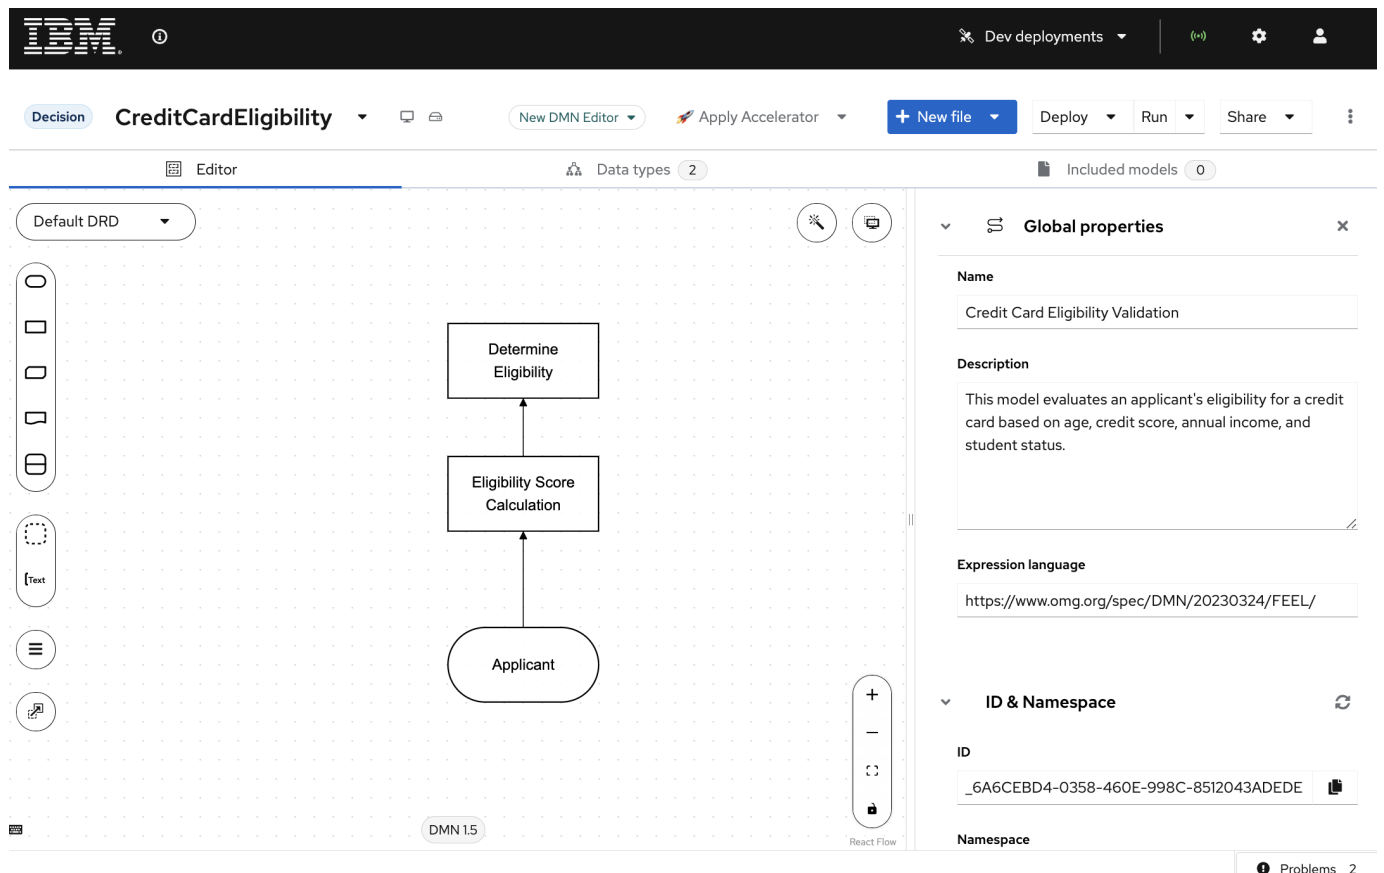 IBM
Dev deployments
Decision
CreditCardEligibility
New DMN Editor
Apply Accelerator
New file
Deploy
Run
Share
Editor
Data types 2
Included models 0
Default DRD
Text
Determine
Eligibility
Eligibility Score
Calculation
Applicant
DMN 1.5
React Flow
Global properties
Name
Credit Card Eligibility Validation
Description
This model evaluates an applicant's eligibility for a credit
card based on age, credit score, annual income, and
student status.
Expression language
https://www.omg.org/spec/DMN/20230324/FEEL/
ID & Namespace
ID
_6A6CEBD4-0358-460E-998C-8512043ADEDE
Namespace
Problems 2